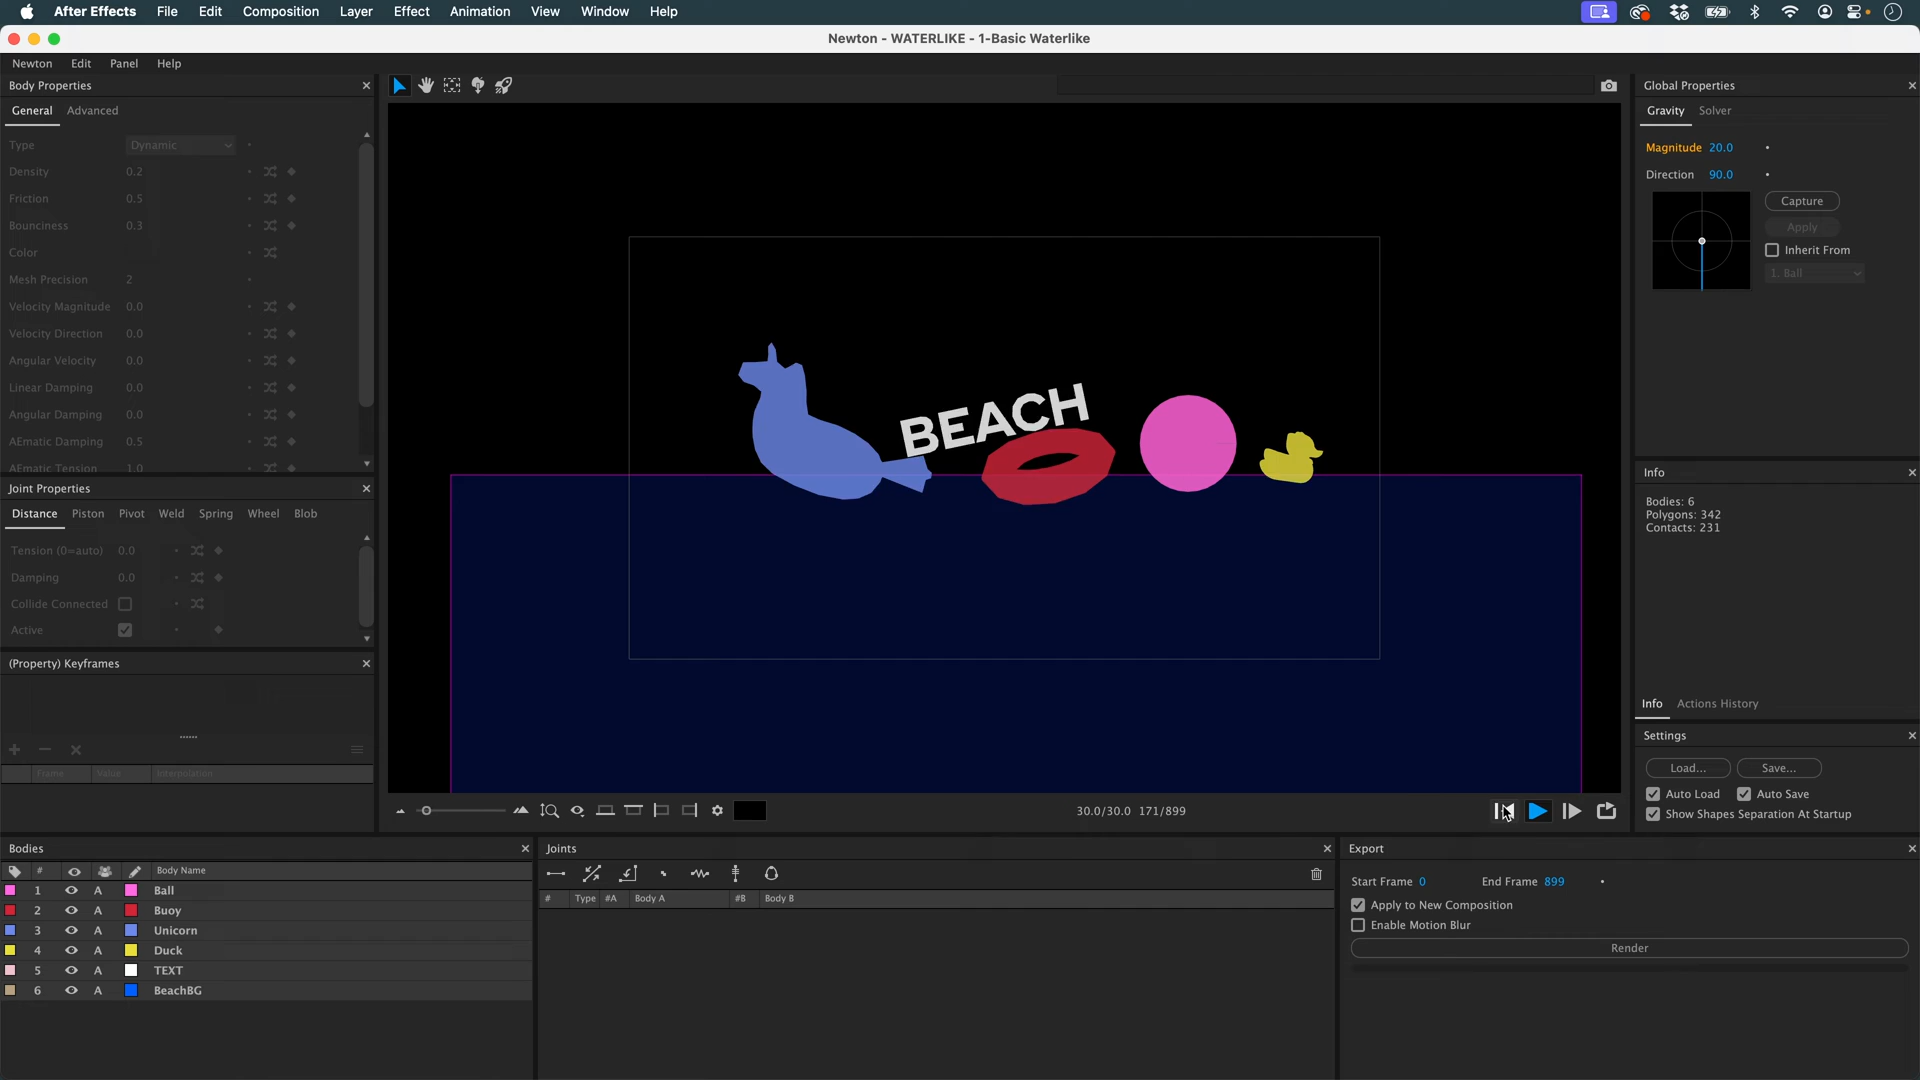 After Effects File Edit Composition Layer Effect Animation View Window Help
Newton - WATERLIKE - 1-Basic Waterlike
Newton Edit Panel Help
Body Properties
General Advanced
Type Dynamic
Density 0.2
Friction 0.5
Bounciness 0.3
Color
Mesh Precision 2
Velocity Magnitude 0.0
Velocity Direction 0.0
Angular Velocity 0.0
Linear Damping 0.0
Angular Damping 0.0
AEmatic Damping 0.5
AEmatic Tension 1.0
Joint Properties
Distance Piston Pivot Weld Spring Wheel Blob
Tension (0=auto) 0.0
Damping 0.0
Collide Connected
Active
(Property) Keyframes
Frame Value Interpolation
BEACH
30.0/30.0 171/899
Global Properties
Gravity Solver
Magnitude 20.0
Direction 90.0
Capture
Apply
Inherit From
1. Ball
Info
Bodies: 6
Polygons: 342
Contacts: 231
Info Actions History
Settings
Load... Save...
Auto Load Auto Save
Show Shapes Separation At Startup
Bodies
# Body Name
1 A Ball
2 A Buoy
3 A Unicorn
4 A Duck
5 A TEXT
6 A BeachBG
Joints
# Type #A Body A #B Body B
Export
Start Frame 0 End Frame 899
Apply to New Composition
Enable Motion Blur
Render